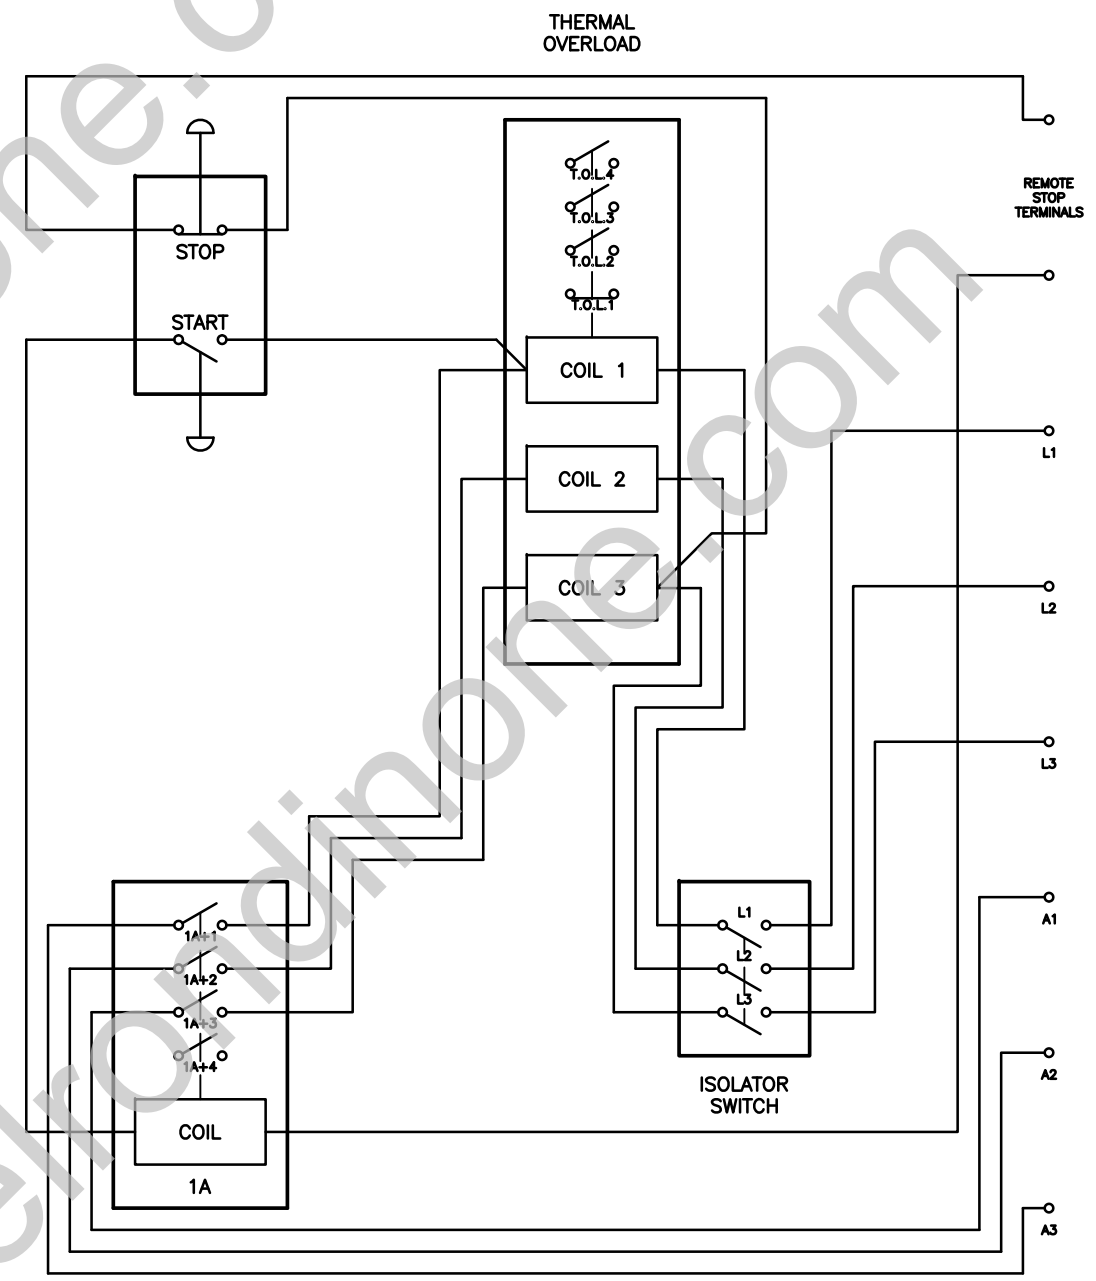 THERMAL
OVERLOAD
T.O.L.4
T.O.L.3
T.O.L.2
T.O.L.1
REMOTE
STOP
TERMINALS
STOP
START
COIL 1
COIL 2
COIL 3
L1
L2
L3
1A+1
1A+2
1A+3
1A+4
COIL
1A
L1
L2
L3
ISOLATOR
SWITCH
A1
A2
A3
elrondinone.com